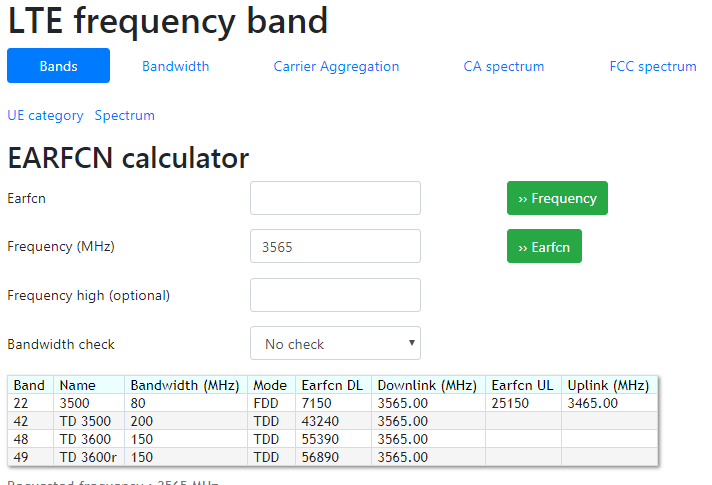 LTE frequency band
Bands Bandwidth Carrier Aggregation CA spectrum FCC spectrum
UE category Spectrum
EARFCN calculator
Earfcn ›› Frequency
Frequency (MHz) 3565 ›› Earfcn
Frequency high (optional)
Bandwidth check No check
Band Name Bandwidth (MHz) Mode Earfcn DL Downlink (MHz) Earfcn UL Uplink (MHz)
22 3500 80 FDD 7150 3565.00 25150 3465.00
42 TD 3500 200 TDD 43240 3565.00
48 TD 3600 150 TDD 55390 3565.00
49 TD 3600r 150 TDD 56890 3565.00
Requested frequency : 3565 MHz